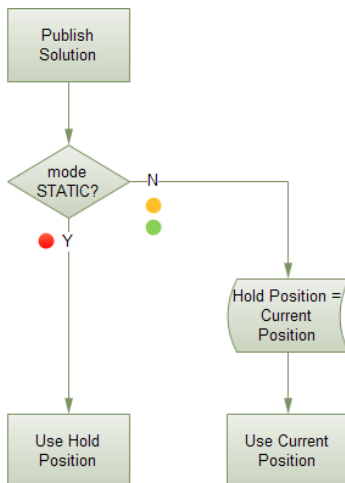 Publish
Solution
mode
STATIC?
N
Y
Hold Position =
Current
Position
Use Hold
Position
Use Current
Position